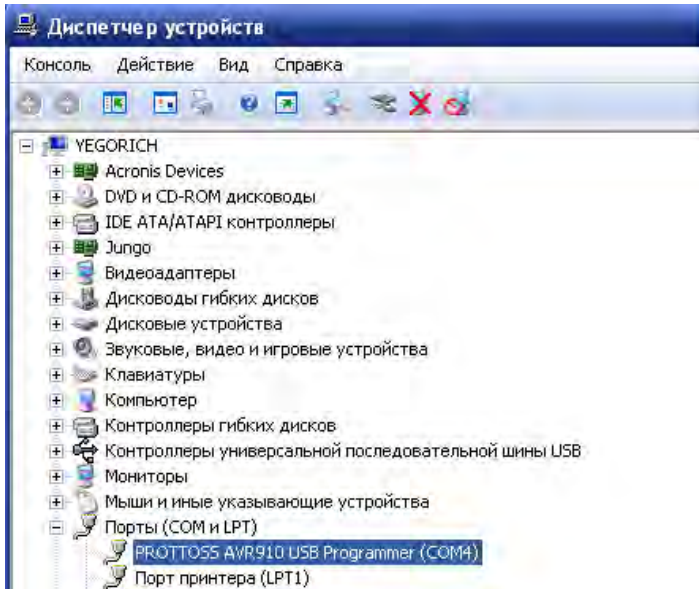 Диспетчер устройств
Консоль Действие Вид Справка
YEGORICH
Acronis Devices
DVD и CD-ROM дисководы
IDE ATA/ATAPI контроллеры
Jungo
Видеоадаптеры
Дисководы гибких дисков
Дисковые устройства
Звуковые, видео и игровые устройства
Клавиатуры
Компьютер
Контроллеры гибких дисков
Контроллеры универсальной последовательной шины USB
Мониторы
Мыши и иные указывающие устройства
Порты (COM и LPT)
PROTTOSS AVR910 USB Programmer (COM4)
Порт принтера (LPT1)